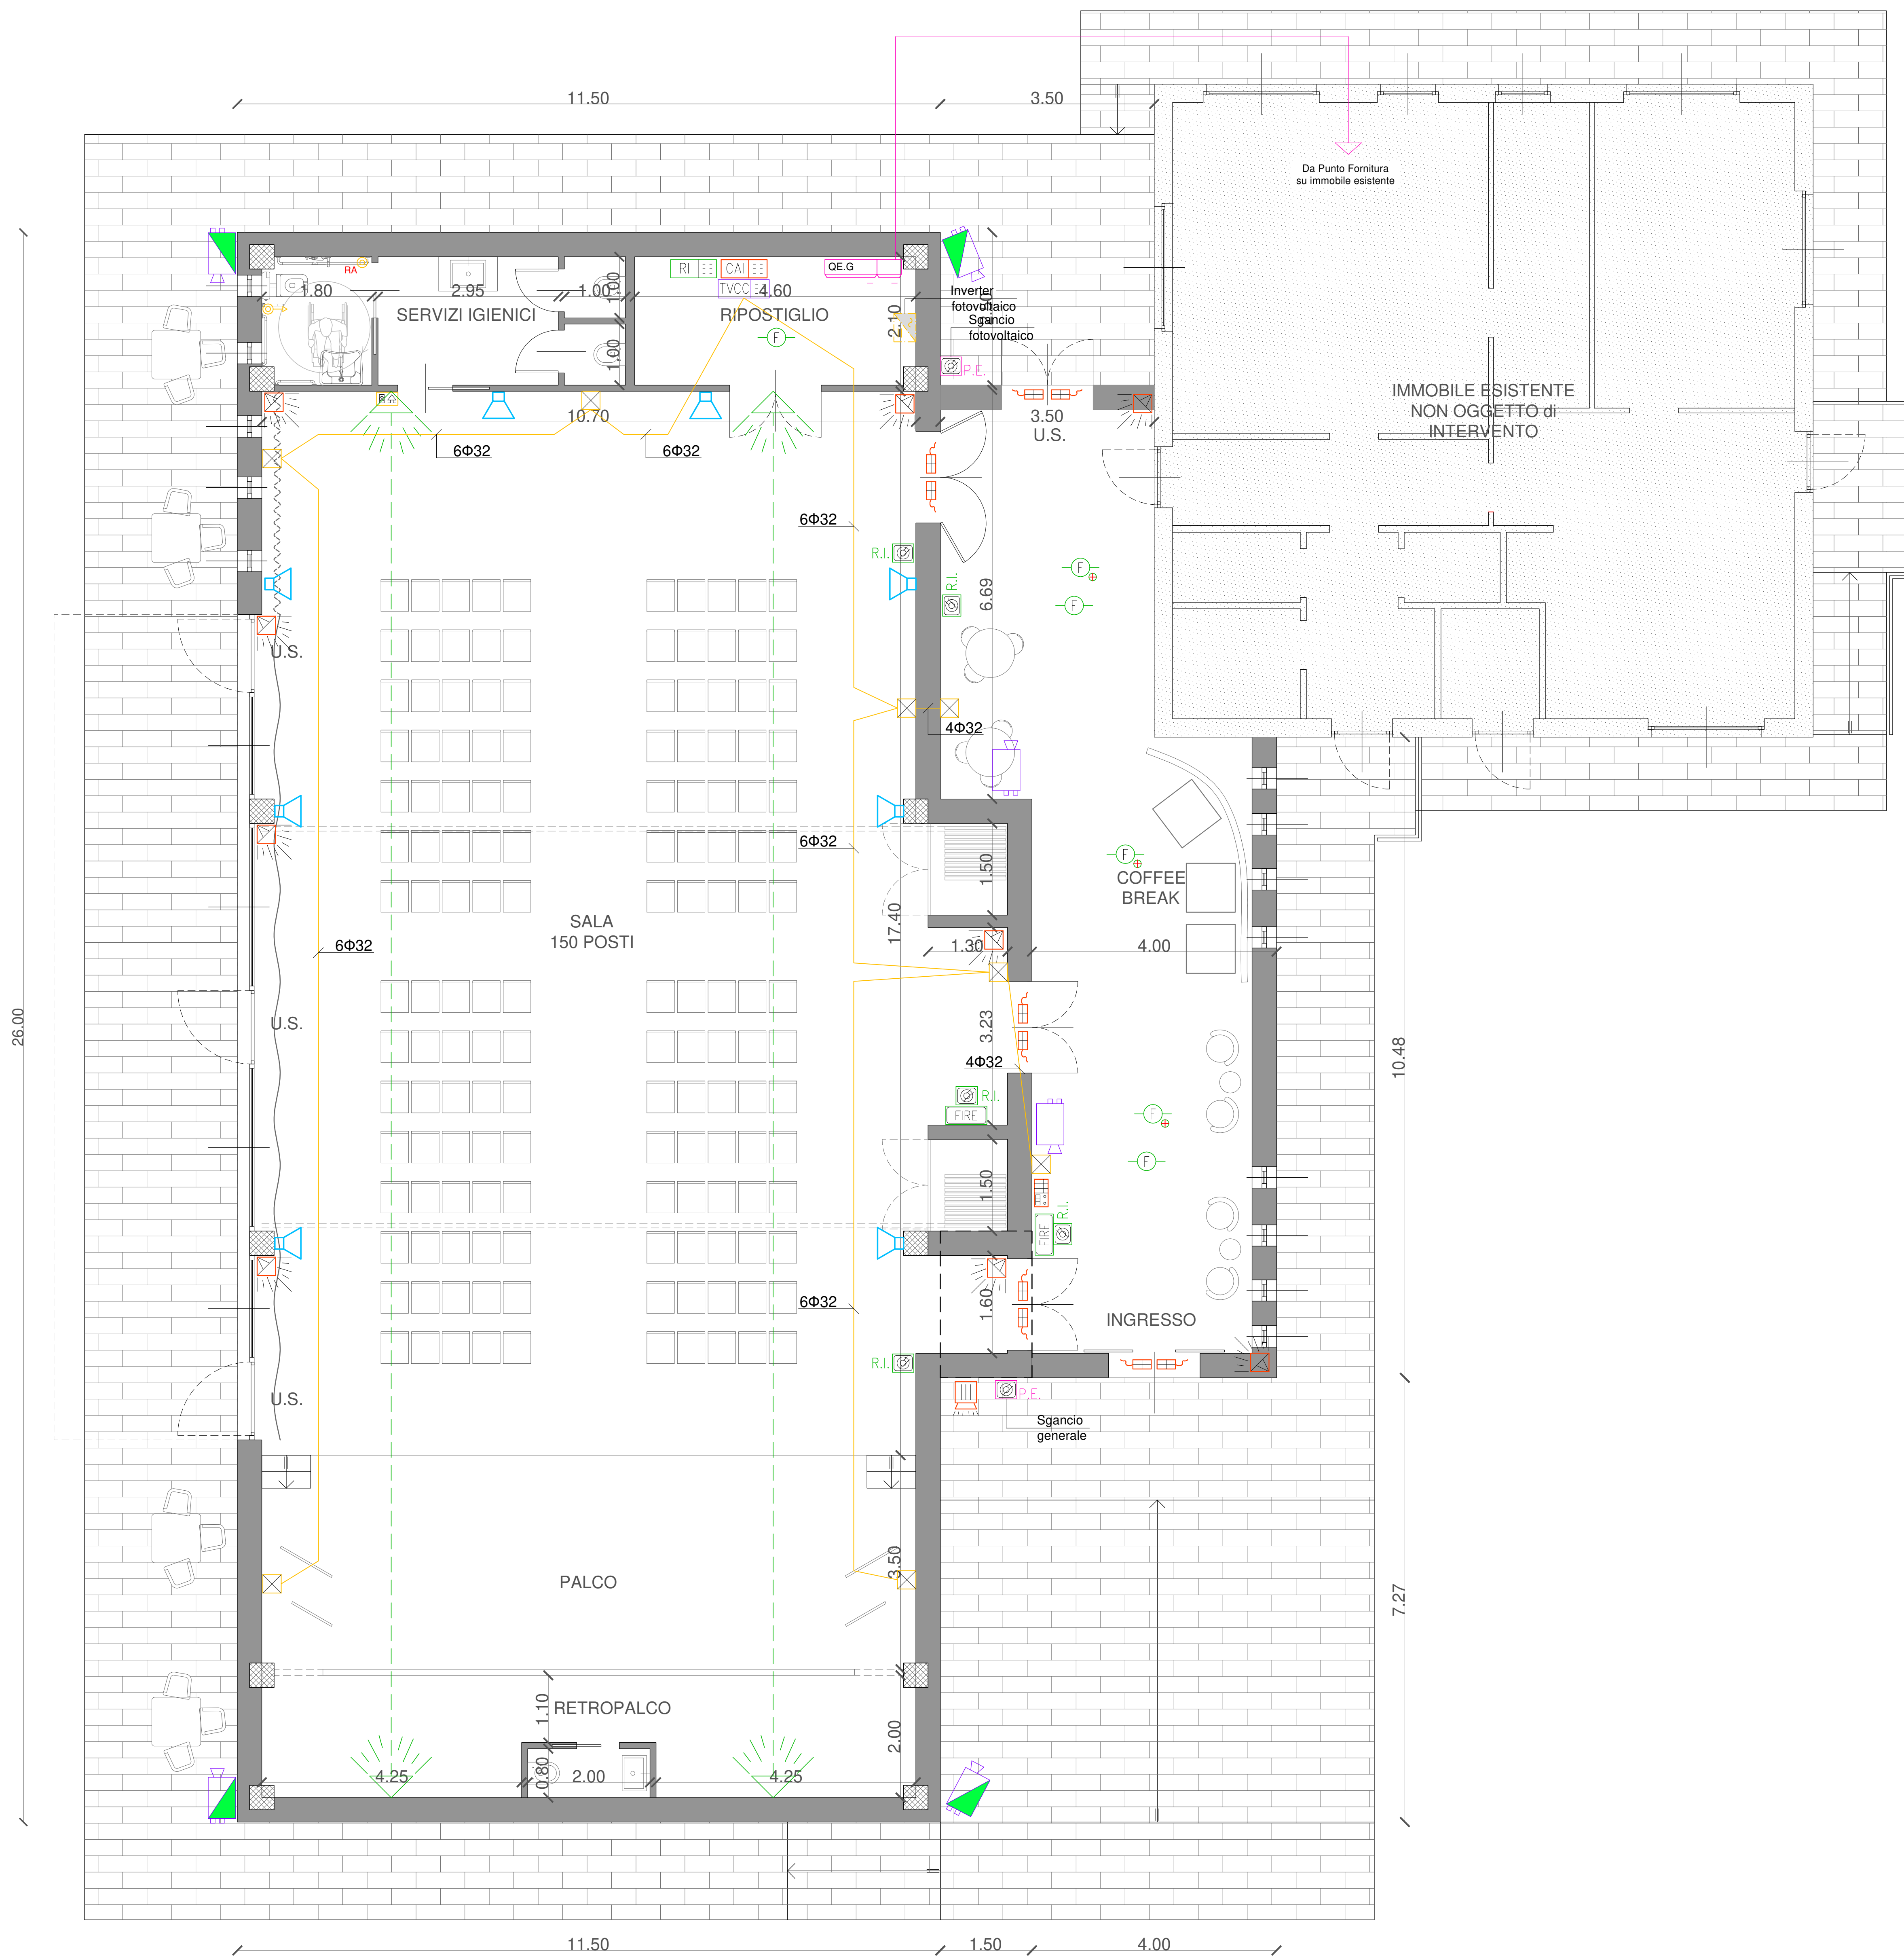 11.50
3.50
Da Punto Fornitura
su immobile esistente
RA
RI
CAI
QE.G
TVCC
1.80
2.95
1.00
1.00
4.60
SERVIZI IGIENICI
RIPOSTIGLIO
2.10
1.00
F
Inverter
fotovoltaico
Sgancio
fotovoltaico
P.E.
10.70
3.50
U.S.
IMMOBILE ESISTENTE
NON OGGETTO di
INTERVENTO
6Φ32
6Φ32
6Φ32
R.I.
R.I.
6.69
F
F
U.S.
4Φ32
6Φ32
1.50
F
COFFEE
BREAK
SALA
150 POSTI
17.40
6Φ32
1.30
4.00
26.00
U.S.
3.23
4Φ32
10.48
R.I.
FIRE
F
F
1.50
R.I.
FIRE
6Φ32
1.60
INGRESSO
R.I.
P.E.
U.S.
Sgancio
generale
3.50
PALCO
7.27
1.10
RETROPALCO
2.00
0.80
4.25
2.00
4.25
11.50
1.50
4.00